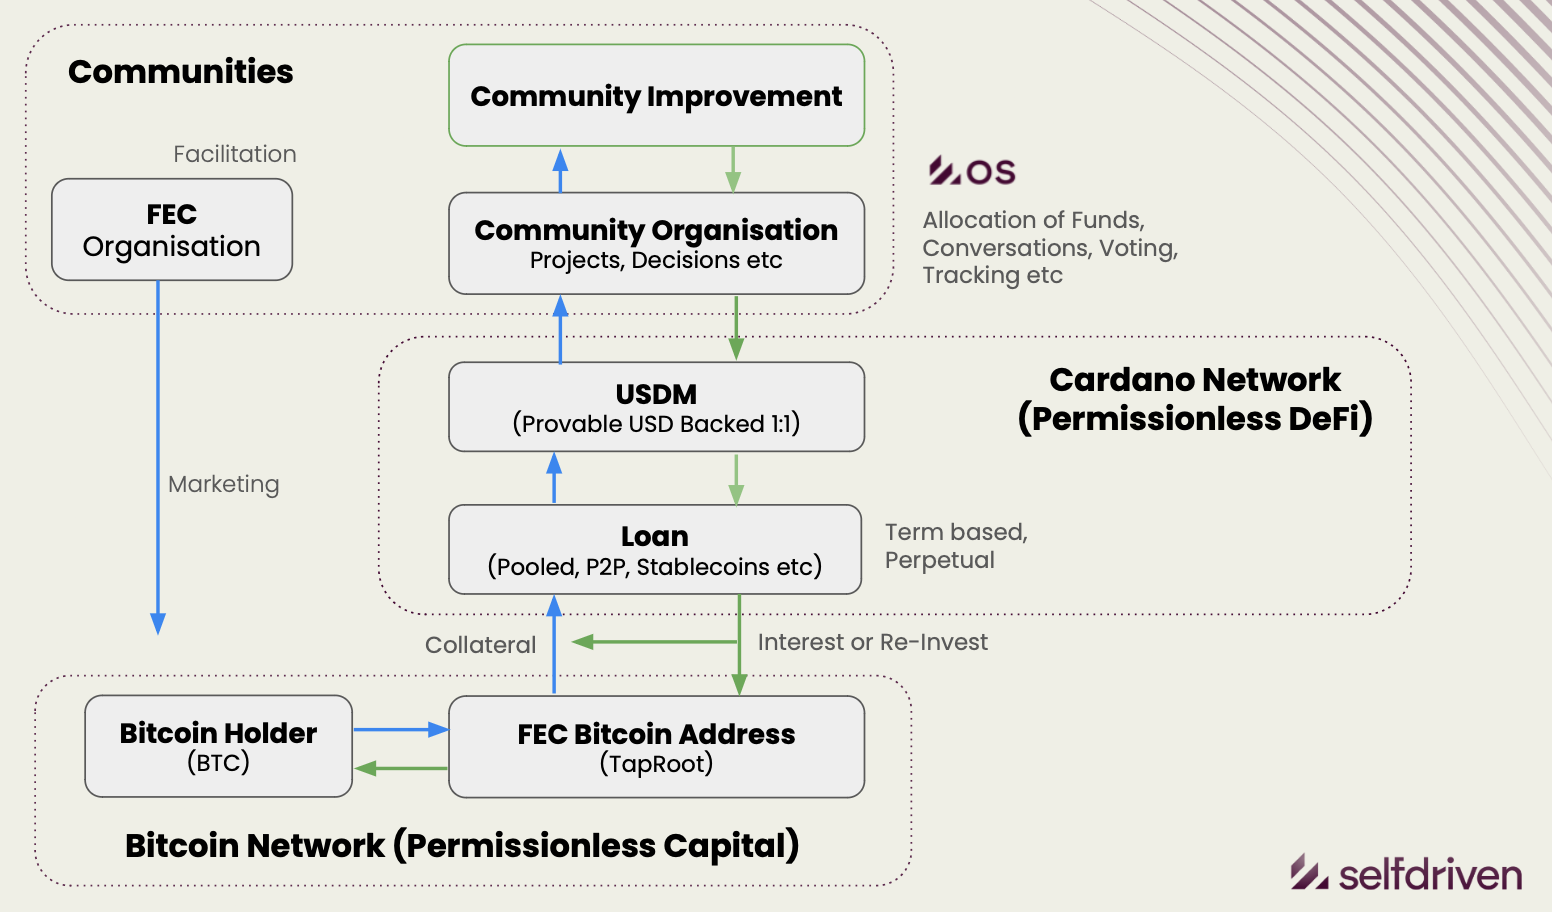 Communities
Community Improvement
Facilitation
FEC
Organisation
Community Organisation
Projects, Decisions etc
OS
Allocation of Funds,
Conversations, Voting,
Tracking etc
USDM
(Provable USD Backed 1:1)
Cardano Network
(Permissionless DeFi)
Marketing
Loan
(Pooled, P2P, Stablecoins etc)
Term based,
Perpetual
Collateral
Interest or Re-Invest
Bitcoin Holder
(BTC)
FEC Bitcoin Address
(TapRoot)
Bitcoin Network (Permissionless Capital)
selfdriven